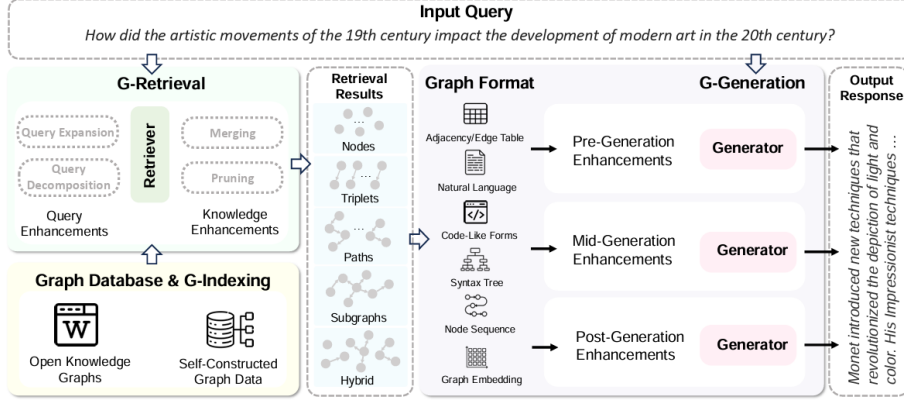 Input Query
How did the artistic movements of the 19th century impact the development of modern art in the 20th century?
G-Retrieval
Query Expansion
Query
Decomposition
Query
Enhancements
Retriever
Merging
Pruning
Knowledge
Enhancements
Graph Database & G-Indexing
W
Open Knowledge
Graphs
Self-Constructed
Graph Data
Retrieval
Results
...
Nodes
...
Triplets
...
Paths
Subgraphs
Hybrid
Graph Format
Adjacency/Edge Table
Natural Language
</>
Code-Like Forms
Syntax Tree
Node Sequence
Graph Embedding
G-Generation
Pre-Generation
Enhancements
Generator
Mid-Generation
Enhancements
Generator
Post-Generation
Enhancements
Generator
Output
Response
Monet introduced new techniques that
revolutionized the depiction of light and
color. His Impressionist techniques ...